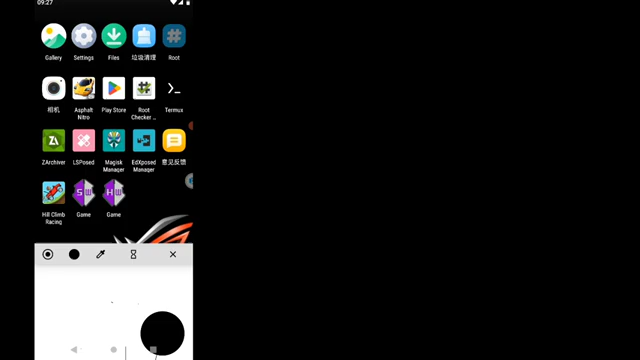 09:27
Gallery Settings Files 垃圾清理 Root
相机 Asphalt Nitro Play Store Root Checker .. Termux
ZArchiver LSPosed Magisk Manager EdXposed Manager 意见反馈
Hill Climb Racing Game Game